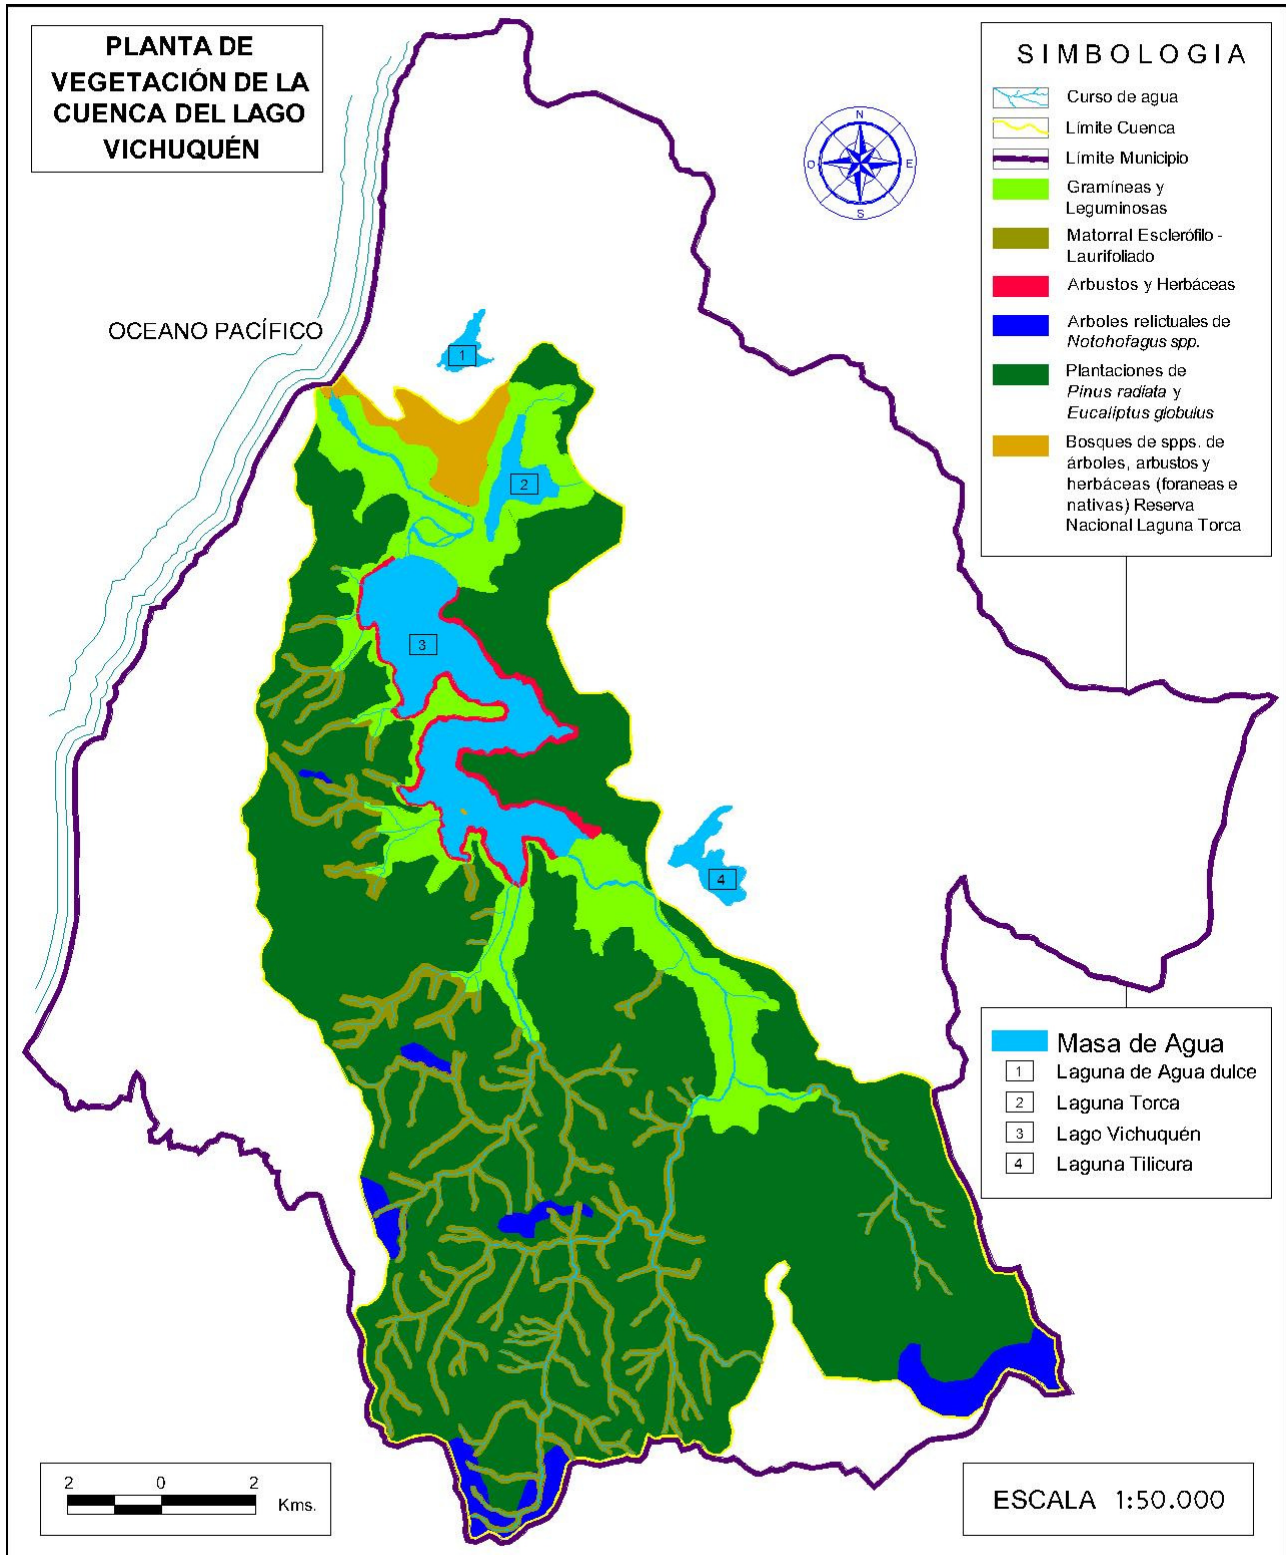 PLANTA DE
VEGETACIÓN DE LA
CUENCA DEL LAGO
VICHUQUÉN
OCEANO PACÍFICO
N
O
E
S
SIMBOLOGIA
Curso de agua
Límite Cuenca
Límite Municipio
Gramíneas y
Leguminosas
Matorral Esclerófilo -
Laurifoliado
Arbustos y Herbáceas
Arboles relictuales de
Notohofagus spp.
Plantaciones de
Pinus radiata y
Eucaliptus globulus
Bosques de spps. de
árboles, arbustos y
herbáceas (foraneas e
nativas) Reserva
Nacional Laguna Torca
1
2
3
4
Masa de Agua
1 Laguna de Agua dulce
2 Laguna Torca
3 Lago Vichuquén
4 Laguna Tilicura
2 0 2
Kms.
ESCALA 1:50.000